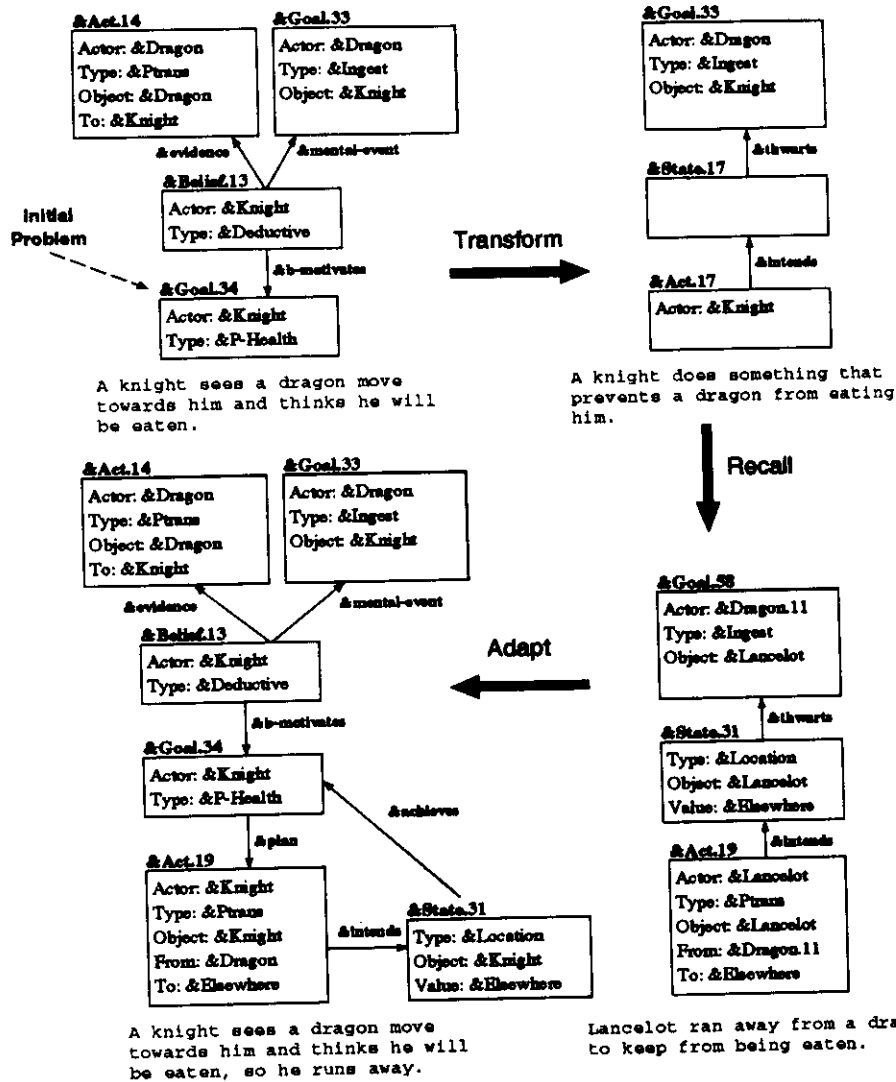 &Act.14
Actor: &Dragon
Type: &Ptrans
Object: &Dragon
To: &Knight
&Goal.33
Actor: &Dragon
Type: &Ingest
Object: &Knight
&evidence
&mental-event
&Belief.13
Actor: &Knight
Type: &Deductive
Initial
Problem
&b-motivates
&Goal.34
Actor: &Knight
Type: &P-Health
A knight sees a dragon move
towards him and thinks he will
be eaten.
Transform
&Goal.33
Actor: &Dragon
Type: &Ingest
Object: &Knight
&thwarts
&State.17
&intends
&Act.17
Actor: &Knight
A knight does something that
prevents a dragon from eating
him.
Recall
&Goal.58
Actor: &Dragon.11
Type: &Ingest
Object: &Lancelot
&thwarts
&State.31
Type: &Location
Object: &Lancelot
Value: &Elsewhere
&intends
&Act.19
Actor: &Lancelot
Type: &Ptrans
Object: &Lancelot
From: &Dragon.11
To: &Elsewhere
Lancelot ran away from a dra
to keep from being eaten.
Adapt
&Act.14
Actor: &Dragon
Type: &Ptrans
Object: &Dragon
To: &Knight
&Goal.33
Actor: &Dragon
Type: &Ingest
Object: &Knight
&evidence
&mental-event
&Belief.13
Actor: &Knight
Type: &Deductive
&b-motivates
&Goal.34
Actor: &Knight
Type: &P-Health
&achieves
&plan
&Act.19
Actor: &Knight
Type: &Ptrans
Object: &Knight
From: &Dragon
To: &Elsewhere
&intends
&State.31
Type: &Location
Object: &Knight
Value: &Elsewhere
A knight sees a dragon move
towards him and thinks he will
be eaten, so he runs away.